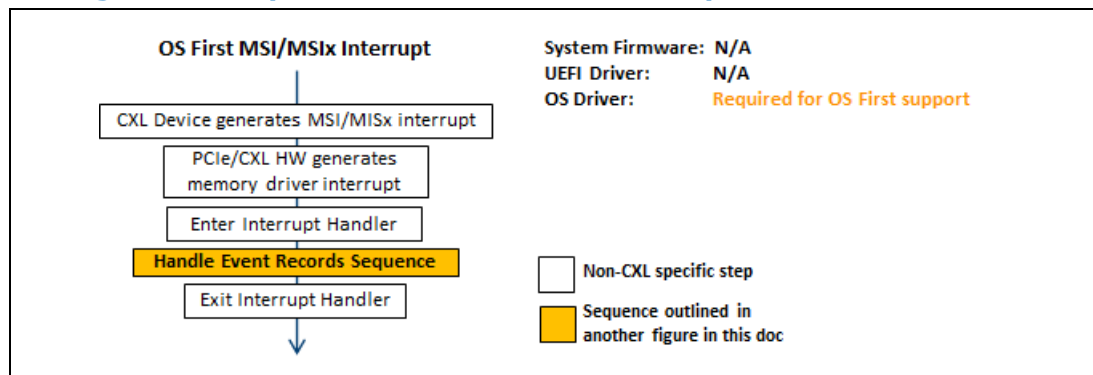 OS First MSI/MSIx Interrupt
CXL Device generates MSI/MISx interrupt
PCIe/CXL HW generates
memory driver interrupt
Enter Interrupt Handler
Handle Event Records Sequence
Exit Interrupt Handler
System Firmware: N/A
UEFI Driver: N/A
OS Driver: Required for OS First support
Non-CXL specific step
Sequence outlined in
another figure in this doc